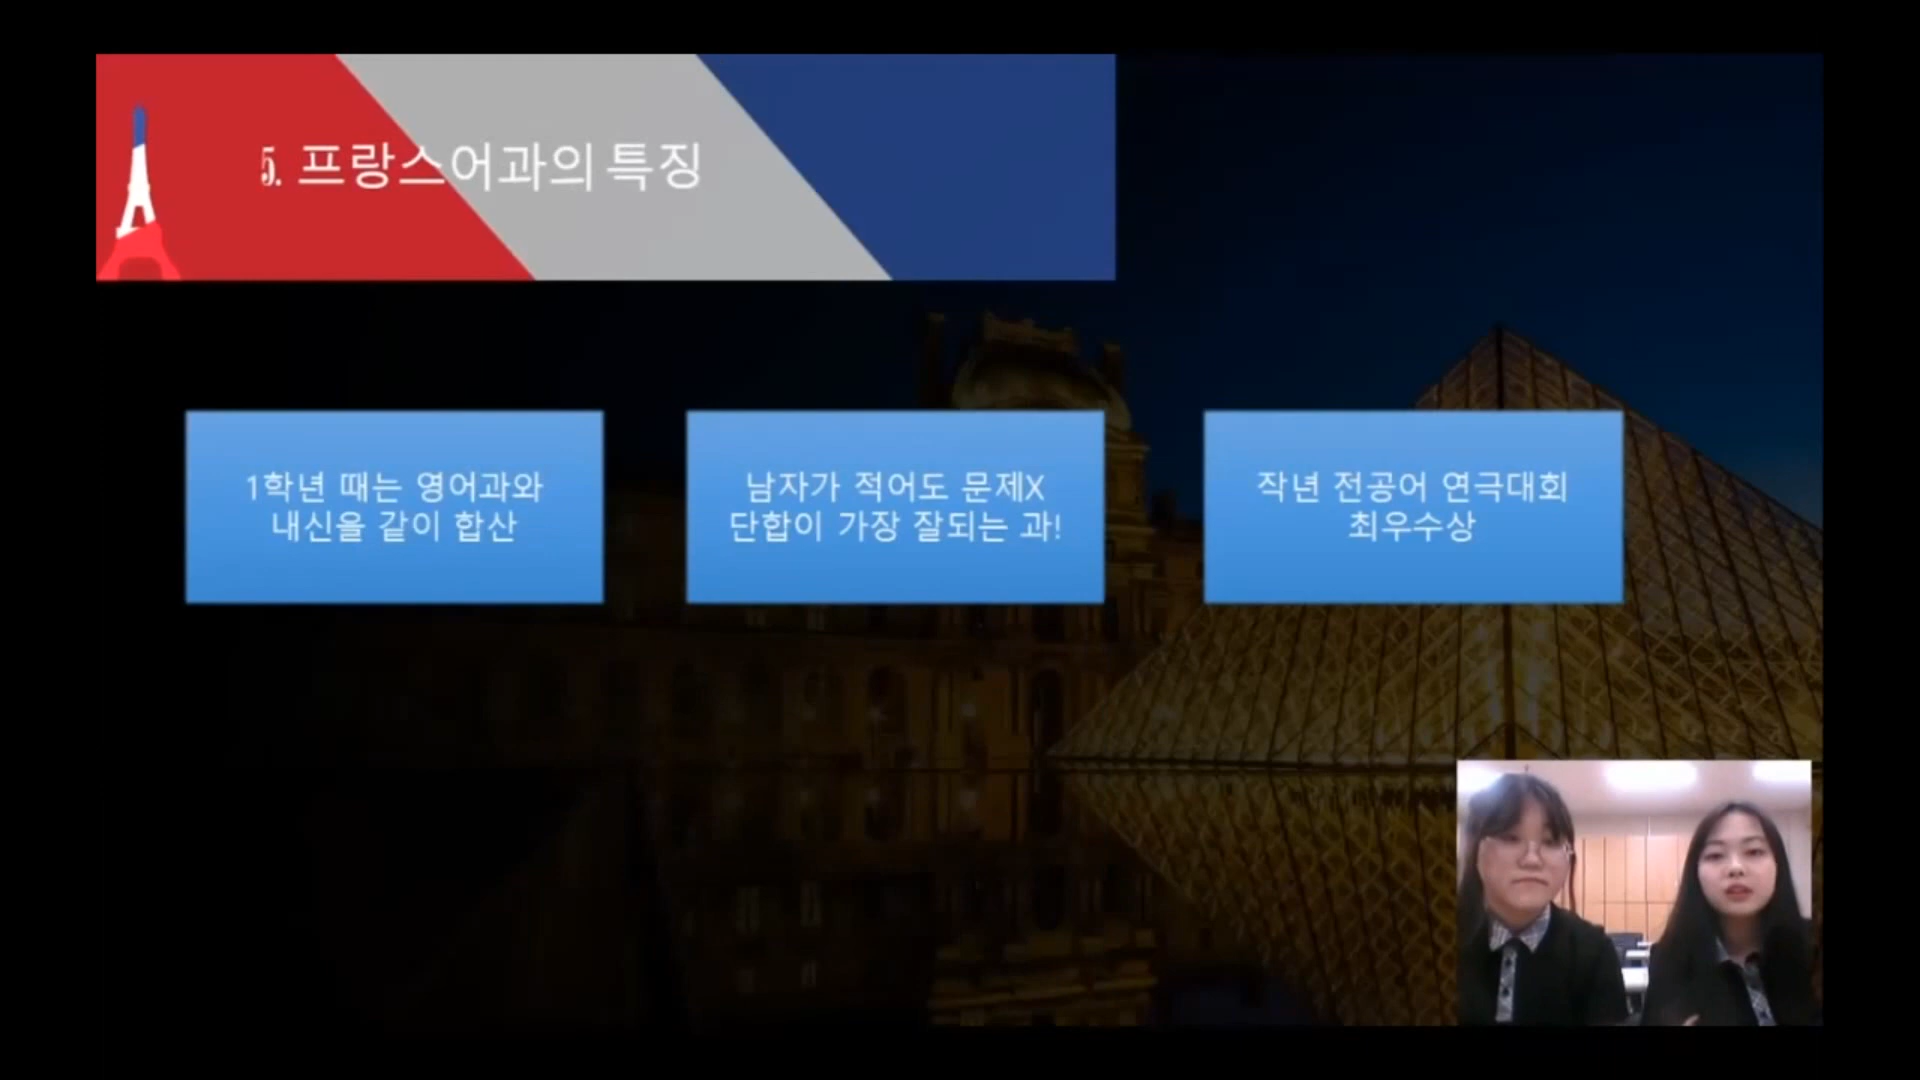 5. 프랑스어과의 특징
1학년 때는 영어과와
내신을 같이 합산
남자가 적어도 문제X
단합이 가장 잘되는 과!
작년 전공어 연극대회
최우수상